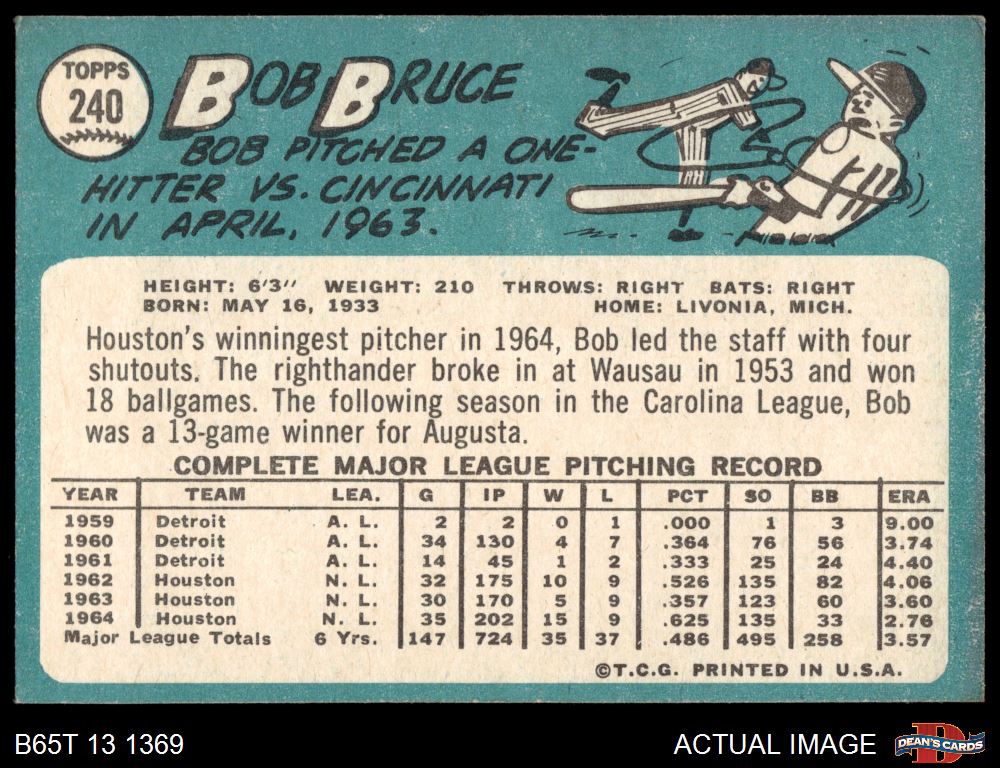 TOPPS
240
BOB BRUCE
BOB PITCHED A ONE-
HITTER VS. CINCINNATI
IN APRIL, 1963.
HEIGHT: 6'3" WEIGHT: 210 THROWS: RIGHT BATS: RIGHT
BORN: MAY 16, 1933 HOME: LIVONIA, MICH.
Houston's winningest pitcher in 1964, Bob led the staff with four
shutouts. The righthander broke in at Wausau in 1953 and won
18 ballgames. The following season in the Carolina League, Bob
was a 13-game winner for Augusta.
COMPLETE MAJOR LEAGUE PITCHING RECORD
YEAR TEAM LEA. G IP W L PCT SO BB ERA
1959 Detroit A. L. 2 2 0 1 .000 1 3 9.00
1960 Detroit A. L. 34 130 4 7 .364 76 56 3.74
1961 Detroit A. L. 14 45 1 2 .333 25 24 4.40
1962 Houston N. L. 32 175 10 9 .526 135 82 4.06
1963 Houston N. L. 30 170 5 9 .357 123 60 3.60
1964 Houston N. L. 35 202 15 9 .625 135 33 2.76
Major League Totals 6 Yrs. 147 724 35 37 .486 495 258 3.57
©T.C.G. PRINTED IN U.S.A.
B65T 13 1369 ACTUAL IMAGE D DEAN'S CARDS